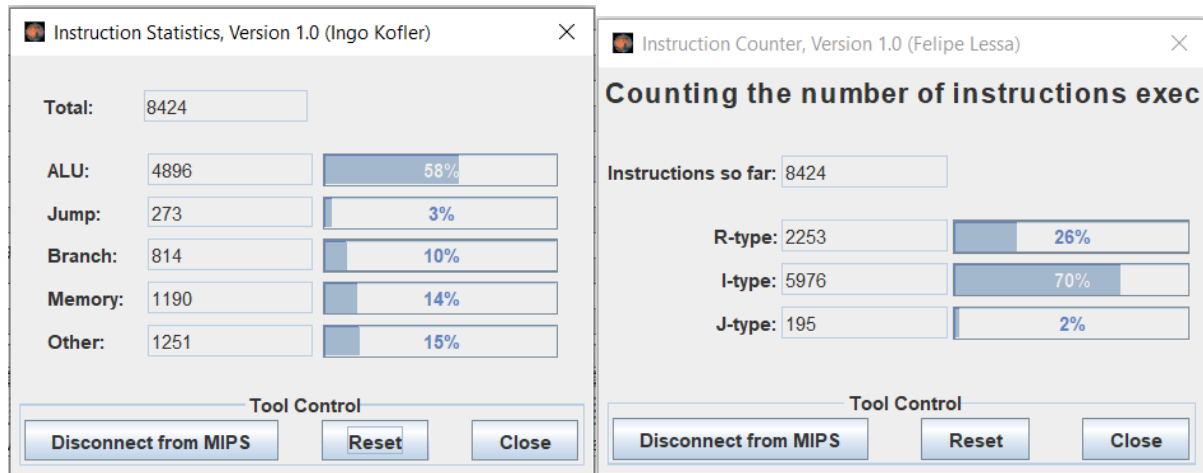 Instruction Statistics, Version 1.0 (Ingo Kofler)
Total: 8424
ALU: 4896 58%
Jump: 273 3%
Branch: 814 10%
Memory: 1190 14%
Other: 1251 15%
Tool Control
Disconnect from MIPS Reset Close
Instruction Counter, Version 1.0 (Felipe Lessa)
Counting the number of instructions exec
Instructions so far: 8424
R-type: 2253 26%
I-type: 5976 70%
J-type: 195 2%
Tool Control
Disconnect from MIPS Reset Close